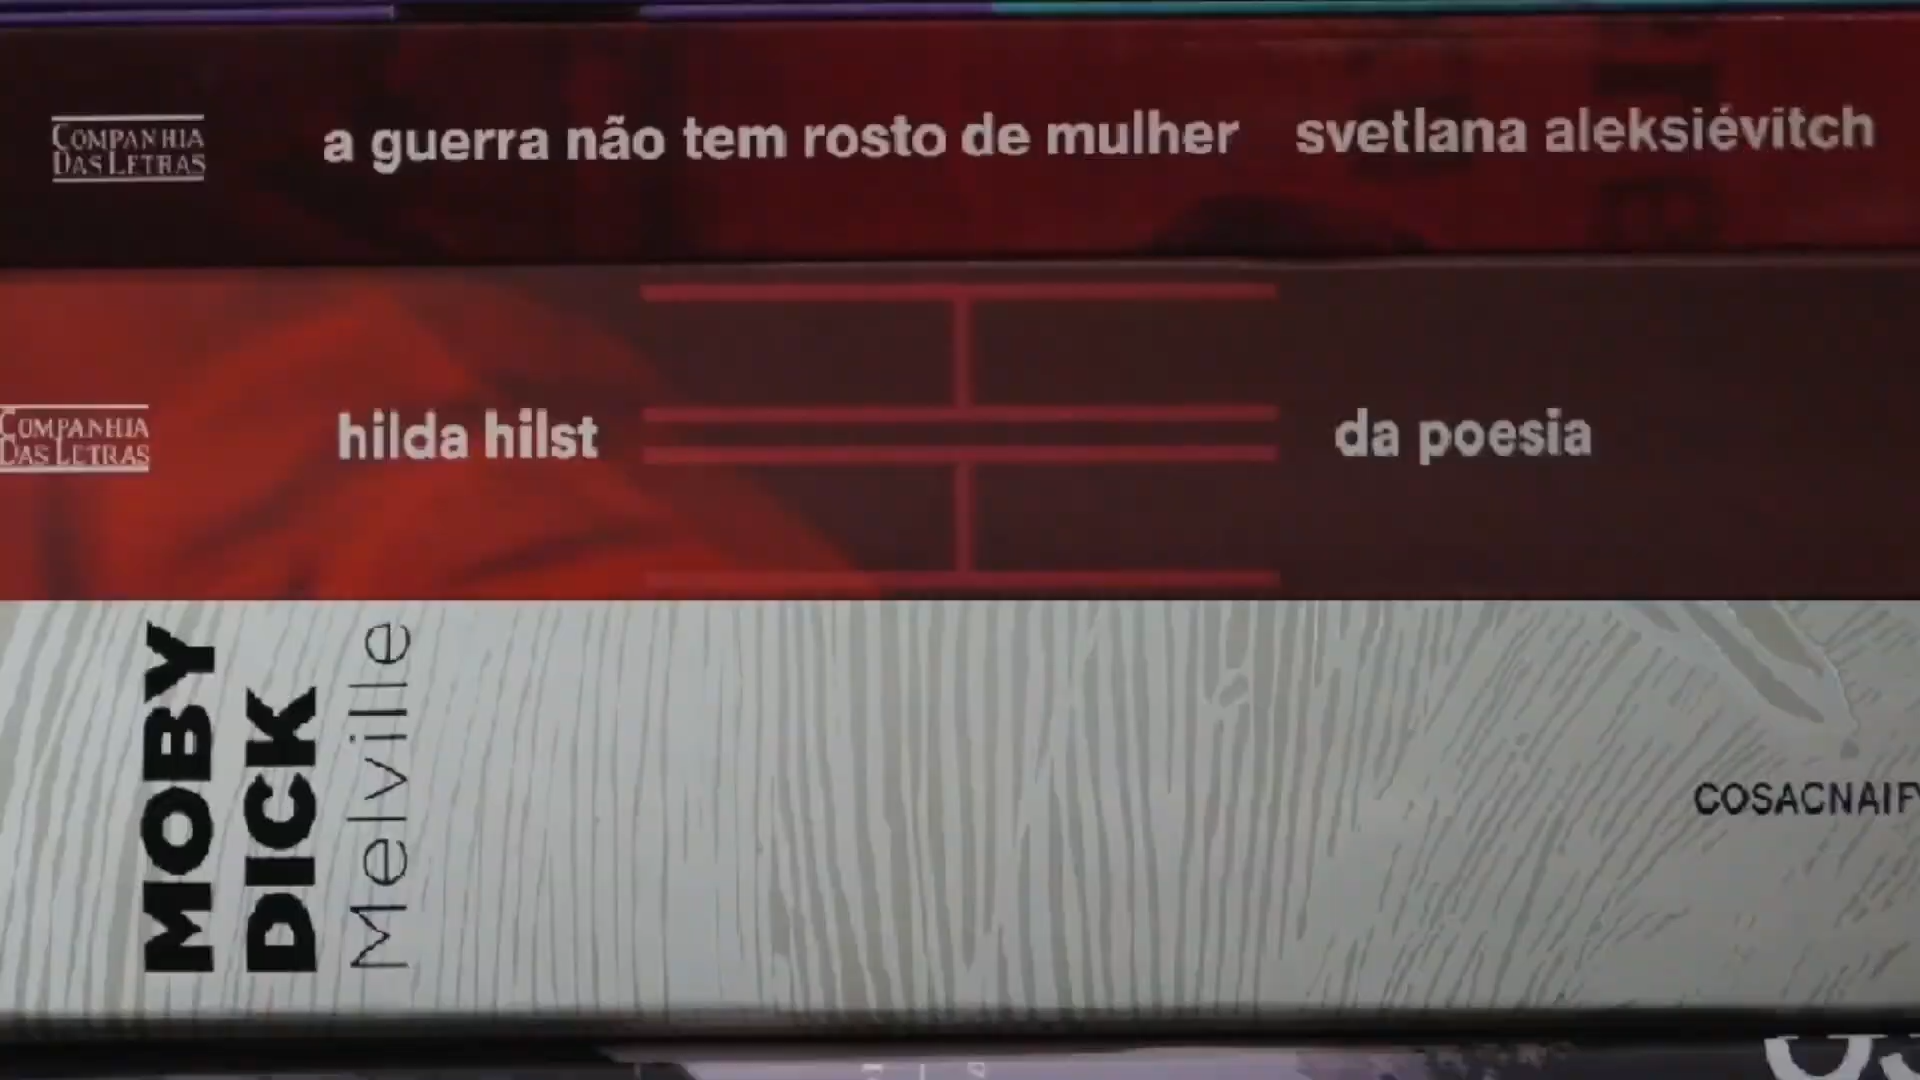 COMPANHIA
DAS LETRAS
a guerra não tem rosto de mulher svetlana aleksiévitch
COMPANHIA
DAS LETRAS
hilda hilst da poesia
MOBY
DICK
Melville
COSACNAIFY